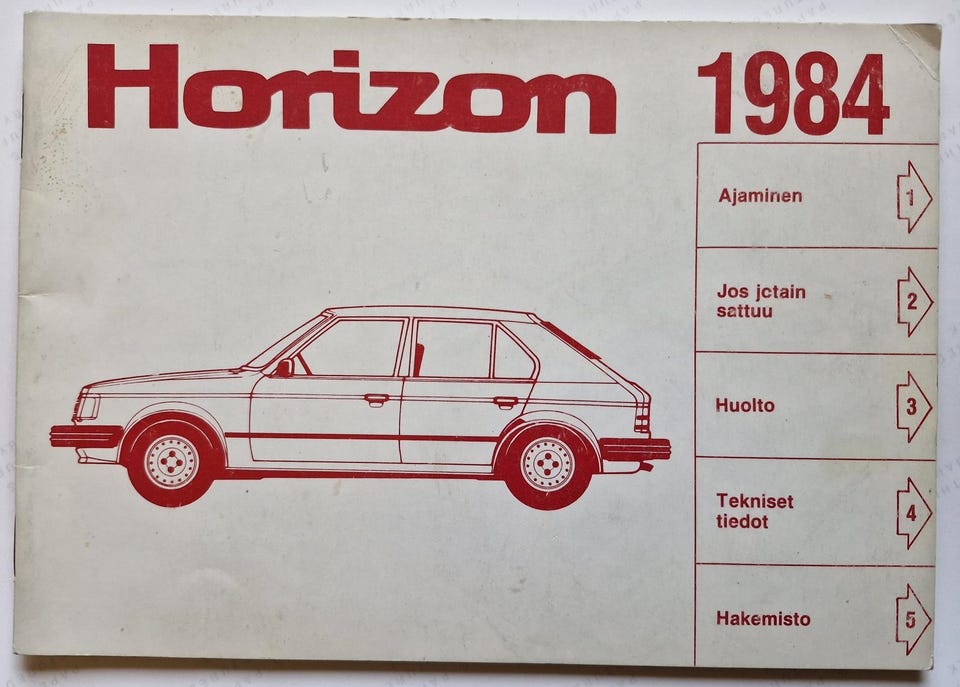 Horizon
1984
Ajaminen
1
Jos jotain
sattuu
2
Huolto
3
Tekniset
tiedot
4
Hakemisto
5